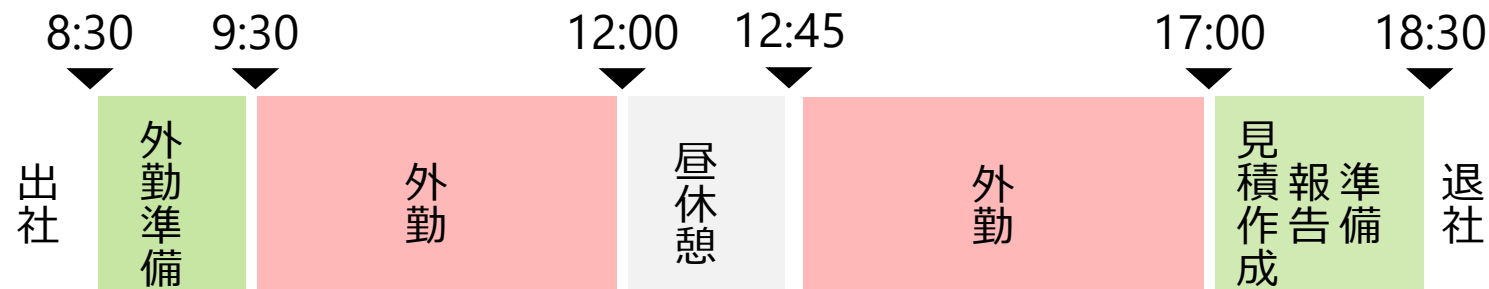 8:30
9:30
12:00
12:45
17:00
18:30
出社
外勤準備
外勤
昼休憩
外勤
見積作成
報告
準備
退社